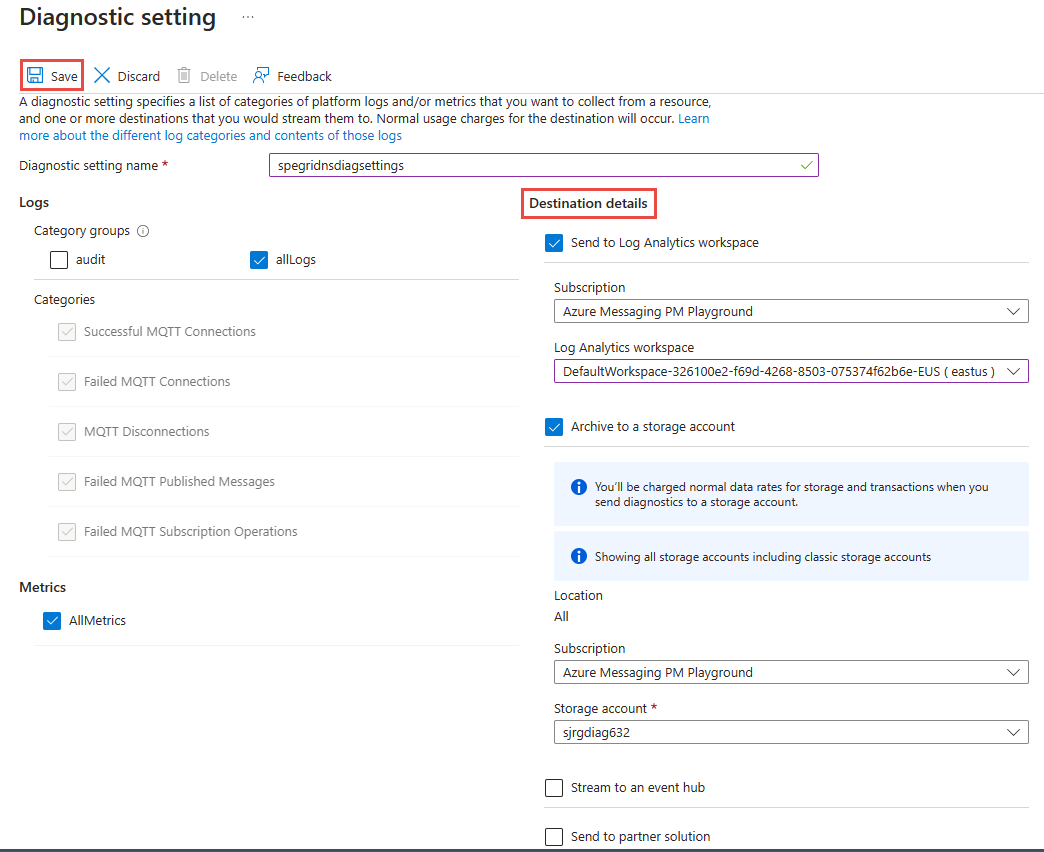 Diagnostic setting ...
Save Discard Delete Feedback
A diagnostic setting specifies a list of categories of platform logs and/or metrics that you want to collect from a resource,
and one or more destinations that you would stream them to. Normal usage charges for the destination will occur. Learn
more about the different log categories and contents of those logs
Diagnostic setting name * spegridnsdiagsettings
Logs
Category groups
audit allLogs
Categories
Successful MQTT Connections
Failed MQTT Connections
MQTT Disconnections
Failed MQTT Published Messages
Failed MQTT Subscription Operations
Metrics
AllMetrics
Destination details
Send to Log Analytics workspace
Subscription
Azure Messaging PM Playground
Log Analytics workspace
DefaultWorkspace-326100e2-f69d-4268-8503-075374f62b6e-EUS ( eastus )
Archive to a storage account
You'll be charged normal data rates for storage and transactions when you
send diagnostics to a storage account.
Showing all storage accounts including classic storage accounts
Location
All
Subscription
Azure Messaging PM Playground
Storage account *
sjrgdiag632
Stream to an event hub
Send to partner solution